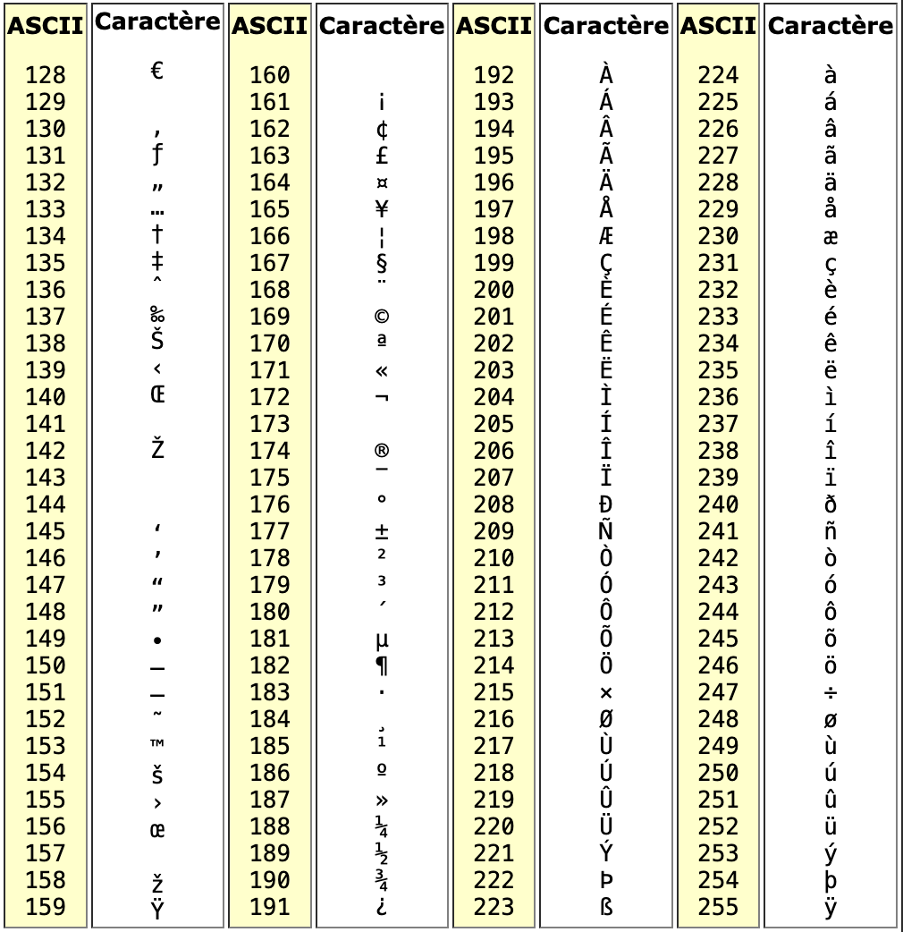 ASCII Caractère ASCII Caractère ASCII Caractère ASCII Caractère
128 € 160 192 À 224 à
129 161 ¡ 193 Á 225 á
130 ‚ 162 ¢ 194 Â 226 â
131 ƒ 163 £ 195 Ã 227 ã
132 „ 164 ¤ 196 Ä 228 ä
133 … 165 ¥ 197 Å 229 å
134 † 166 ¦ 198 Æ 230 æ
135 ‡ 167 § 199 Ç 231 ç
136 ˆ 168 ¨ 200 È 232 è
137 ‰ 169 © 201 É 233 é
138 Š 170 ª 202 Ê 234 ê
139 ‹ 171 « 203 Ë 235 ë
140 Œ 172 ¬ 204 Ì 236 ì
141 173 205 Í 237 í
142 Ž 174 ® 206 Î 238 î
143 175 ¯ 207 Ï 239 ï
144 176 ° 208 Ð 240 ð
145 ‘ 177 ± 209 Ñ 241 ñ
146 ’ 178 ² 210 Ò 242 ò
147 “ 179 ³ 211 Ó 243 ó
148 ” 180 ´ 212 Ô 244 ô
149 • 181 µ 213 Õ 245 õ
150 – 182 ¶ 214 Ö 246 ö
151 — 183 · 215 × 247 ÷
152 ˜ 184 ¸ 216 Ø 248 ø
153 ™ 185 ¹ 217 Ù 249 ù
154 š 186 º 218 Ú 250 ú
155 › 187 » 219 Û 251 û
156 œ 188 ¼ 220 Ü 252 ü
157 189 ½ 221 Ý 253 ý
158 ž 190 ¾ 222 Þ 254 þ
159 Ÿ 191 ¿ 223 ß 255 ÿ